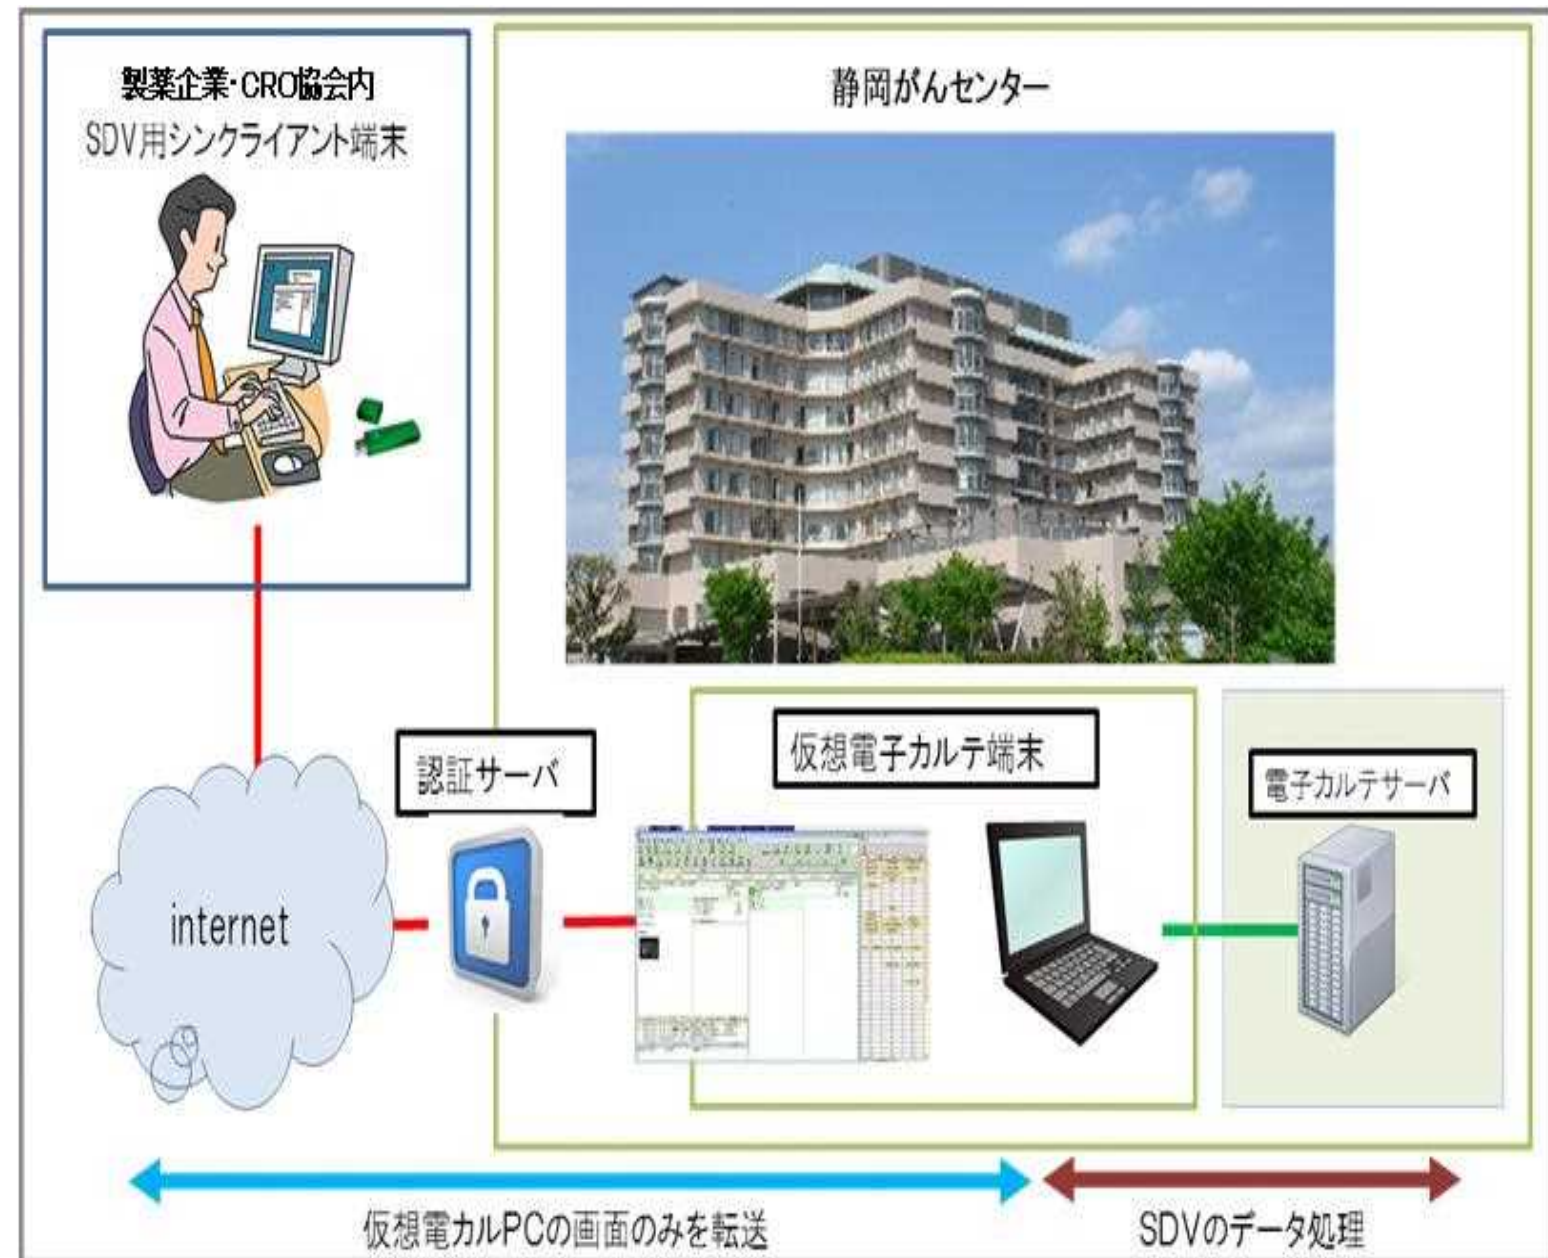 製薬企業・CRO協会内
SDV用シンクライアント端末
静岡がんセンター
認証サーバ
仮想電子カルテ端末
電子カルテサーバ
internet
仮想電カルPCの画面のみを転送
SDVのデータ処理